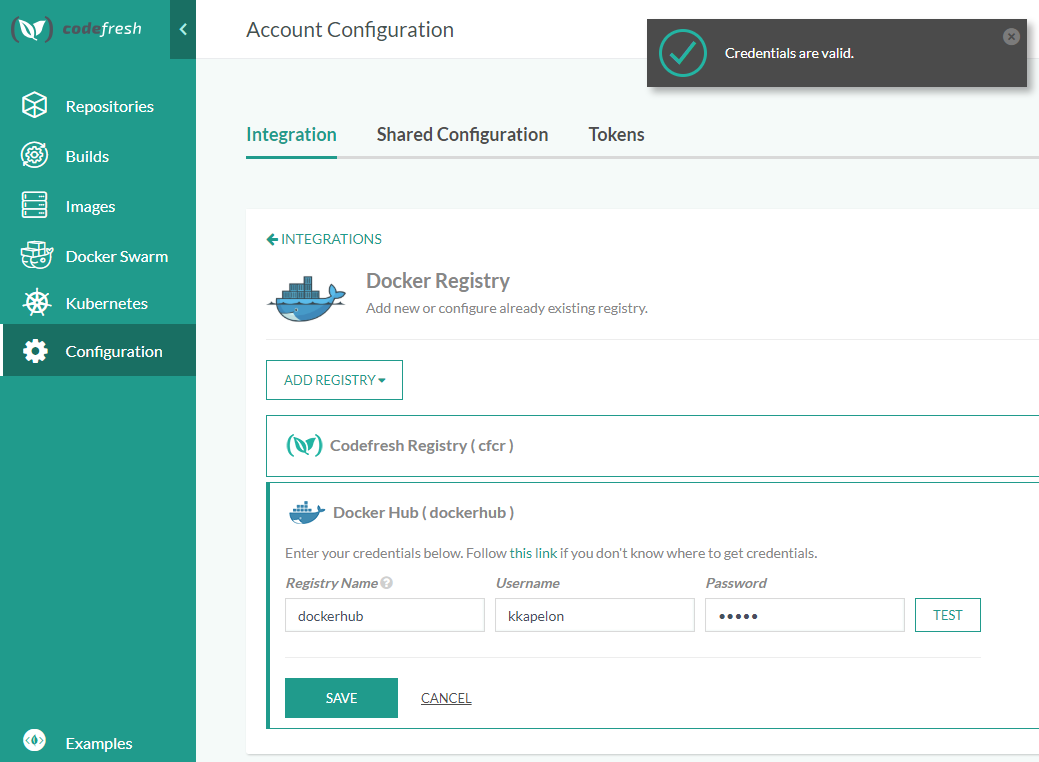 codefresh
Account Configuration
Credentials are valid.
Repositories
Builds
Images
Docker Swarm
Kubernetes
Configuration
Examples
Integration Shared Configuration Tokens
INTEGRATIONS
Docker Registry
Add new or configure already existing registry.
ADD REGISTRY
Codefresh Registry ( cfcr )
Docker Hub ( dockerhub )
Enter your credentials below. Follow this link if you don't know where to get credentials.
Registry Name ? Username Password
dockerhub kkapelon ••••• TEST
SAVE CANCEL